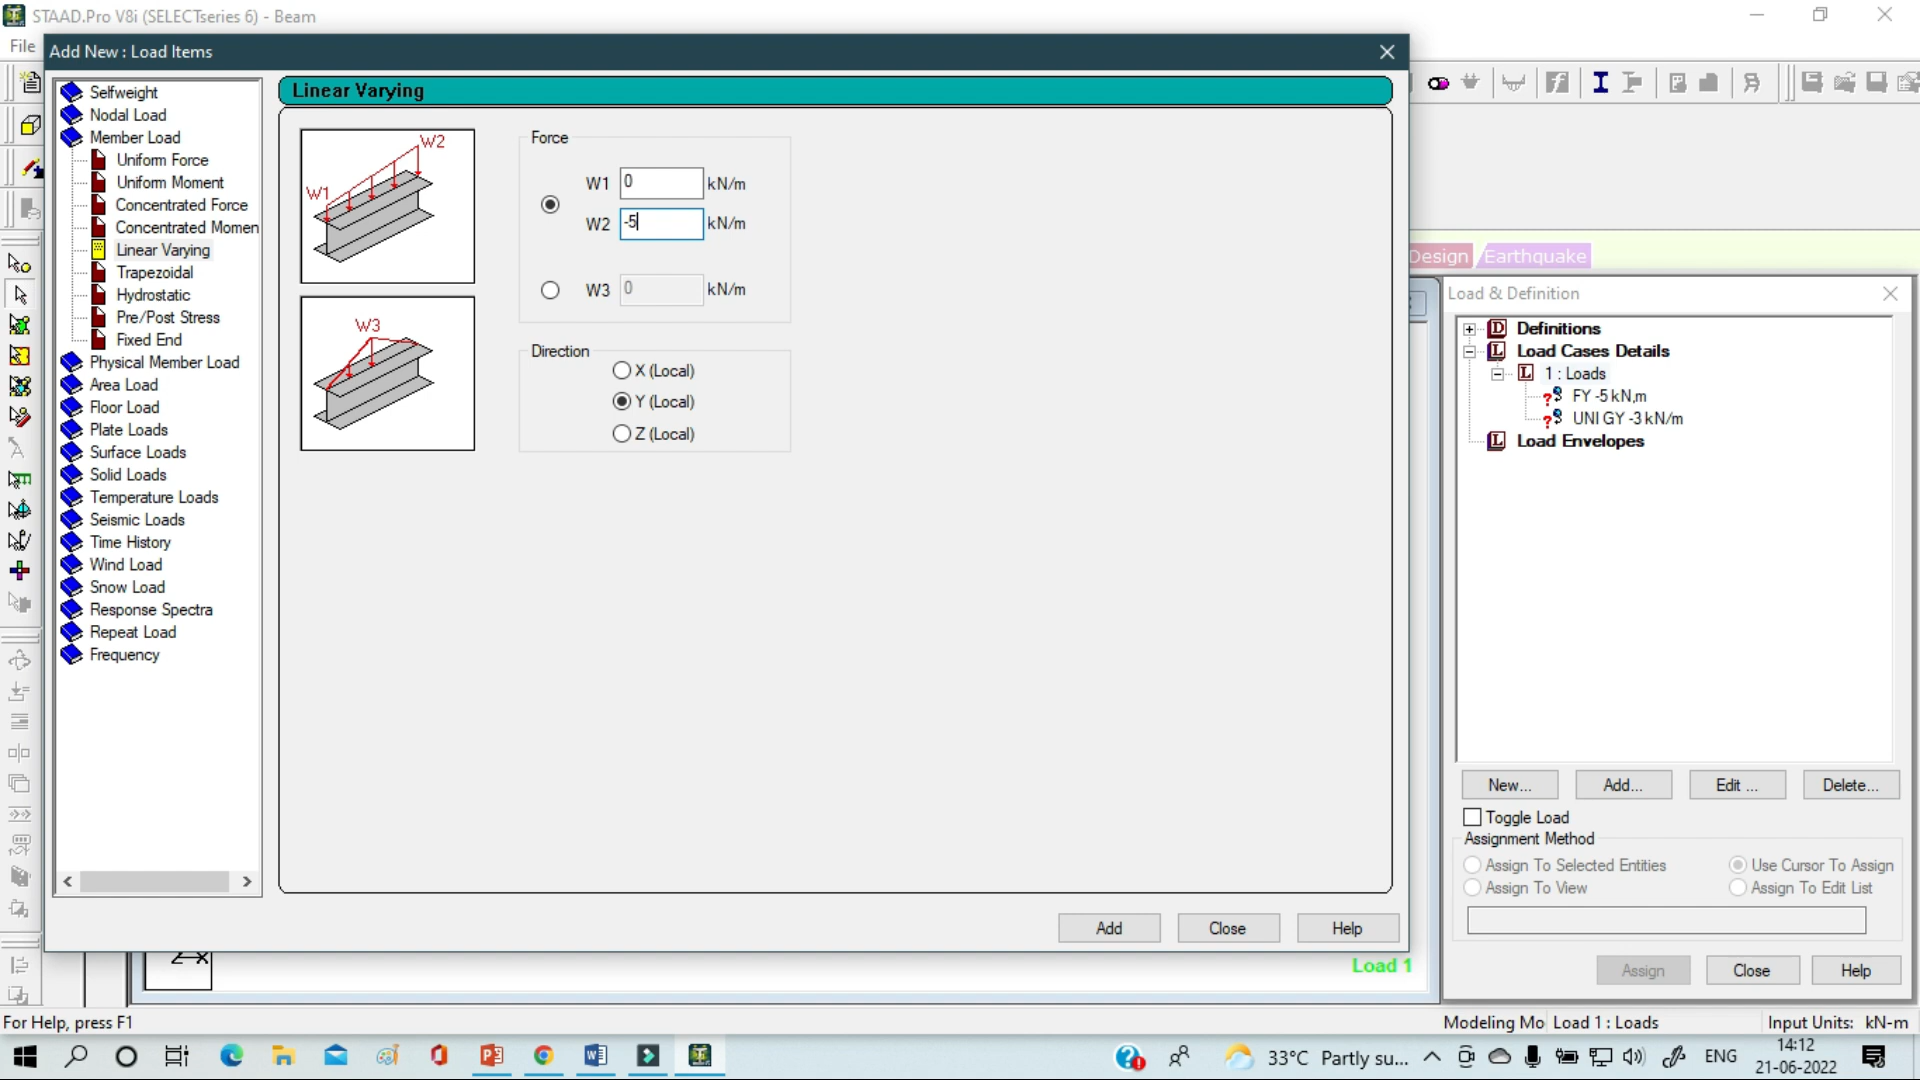 STAAD.Pro V8i (SELECTseries 6) - Beam
File
Add New : Load Items
Selfweight
Nodal Load
Member Load
Uniform Force
Uniform Moment
Concentrated Force
Concentrated Momen
Linear Varying
Trapezoidal
Hydrostatic
Pre/Post Stress
Fixed End
Physical Member Load
Area Load
Floor Load
Plate Loads
Surface Loads
Solid Loads
Temperature Loads
Seismic Loads
Time History
Wind Load
Snow Load
Response Spectra
Repeat Load
Frequency
Linear Varying
W1
W2
W3
Force
W1 0 kN/m
W2 -5 kN/m
W3 0 kN/m
Direction
X (Local)
Y (Local)
Z (Local)
Add Close Help
Design Earthquake
Load & Definition
Definitions
Load Cases Details
1 : Loads
FY -5 kN,m
UNI GY -3 kN/m
Load Envelopes
New... Add... Edit ... Delete...
Toggle Load
Assignment Method
Assign To Selected Entities Use Cursor To Assign
Assign To View Assign To Edit List
Assign Close Help
Z X
Load 1
For Help, press F1
Modeling Mo Load 1 : Loads Input Units: kN-m
33°C Partly su... ENG 14:12
21-06-2022